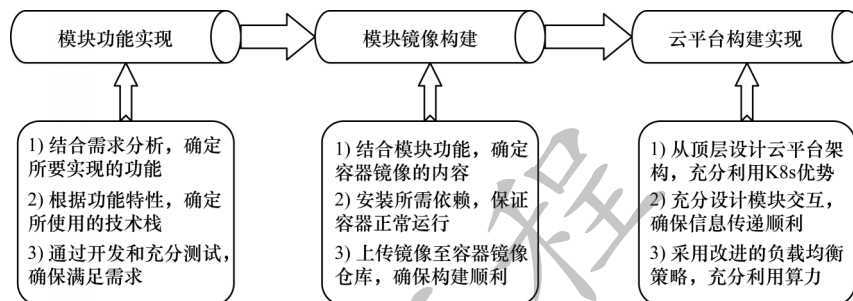 模块功能实现
模块镜像构建
云平台构建实现
1) 结合需求分析，确定
所要实现的功能
2) 根据功能特性，确定
所使用的技术栈
3) 通过开发和充分测试，
确保满足需求
1) 结合模块功能，确定
容器镜像的内容
2) 安装所需依赖，保证
容器正常运行
3) 上传镜像至容器镜像
仓库，确保构建顺利
1) 从顶层设计云平台架
构，充分利用K8s优势
2) 充分设计模块交互，
确保信息传递顺利
3) 采用改进的负载均衡
策略，充分利用算力
程